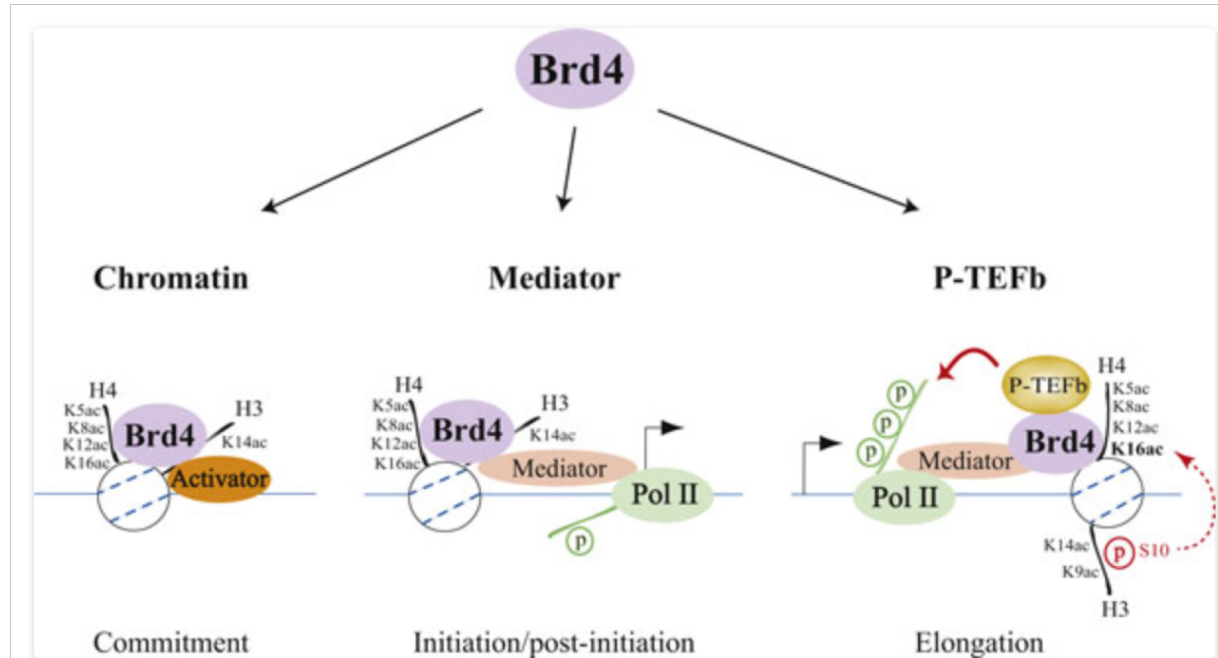 Brd4
Chromatin
Mediator
P-TEFb
H4
K5ac
K8ac
K12ac
K16ac
Brd4
H3
K14ac
Activator
H4
K5ac
K8ac
K12ac
K16ac
Brd4
H3
K14ac
Mediator
Pol II
p
p
p
p
P-TEFb
H4
K5ac
K8ac
K12ac
K16ac
Brd4
Mediator
Pol II
K14ac
K9ac
p S10
H3
Commitment
Initiation/post-initiation
Elongation